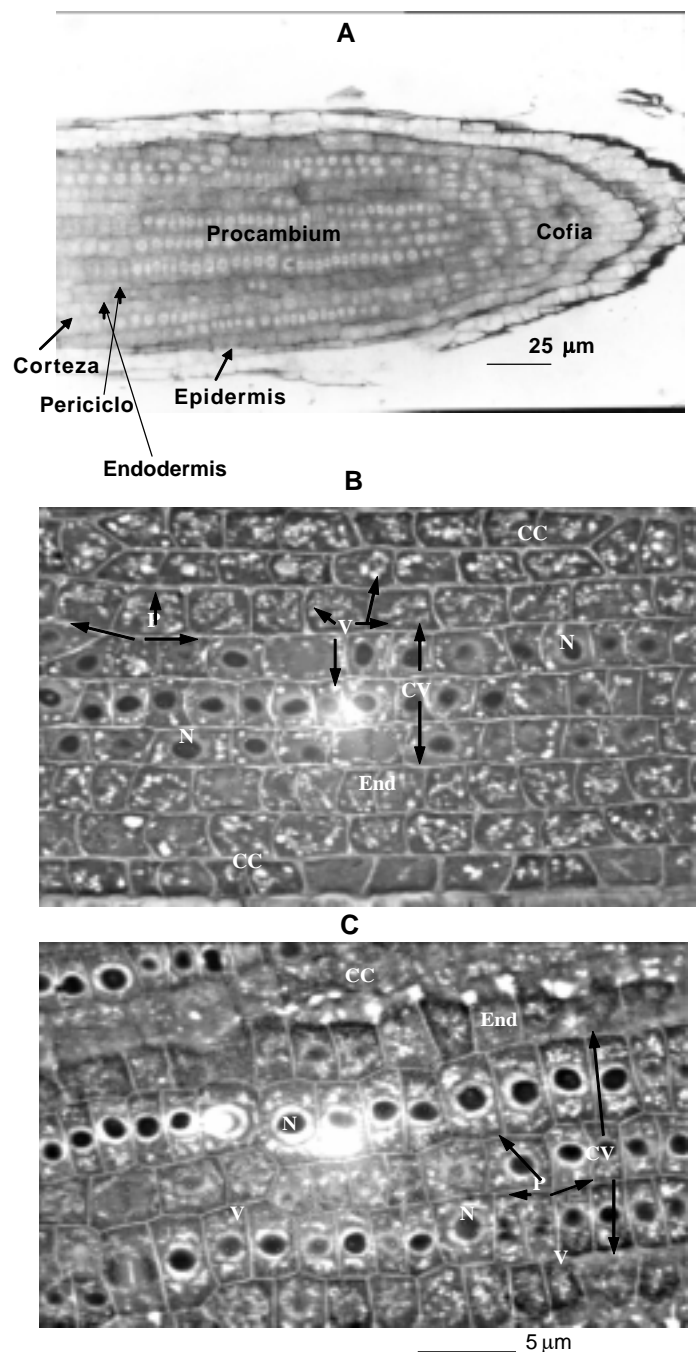 A
Procambium
Cofia
25 µm
Corteza
Epidermis
Periciclo
Endodermis
B
CC
V
N
CV
N
End
CC
C
CC
End
N
CV
P
V
N
V
5 µm